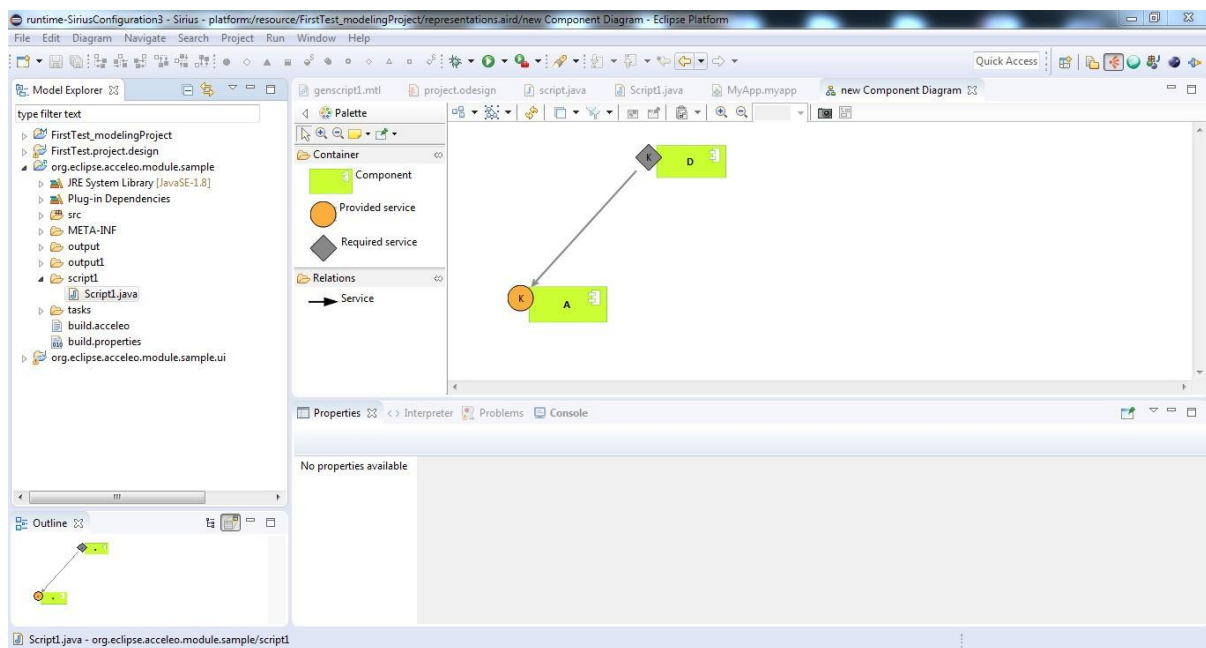 runtime-SiriusConfiguration3 - Sirius - platform:/resource/FirstTest_modelingProject/representations.aird/new Component Diagram - Eclipse Platform
File Edit Diagram Navigate Search Project Run Window Help
Quick Access
Model Explorer
genscript1.mtl project.odesign script.java Script1.java MyApp.myapp new Component Diagram
type filter text
FirstTest_modelingProject
FirstTest.project.design
org.eclipse.acceleo.module.sample
JRE System Library [JavaSE-1.8]
Plug-in Dependencies
src
META-INF
output
output1
script1
Script1.java
tasks
build.acceleo
build.properties
org.eclipse.acceleo.module.sample.ui
Palette
Container
Component
Provided service
Required service
Relations
Service
K D
K A
Properties <> Interpreter Problems Console
No properties available
Outline
Script1.java - org.eclipse.acceleo.module.sample/script1